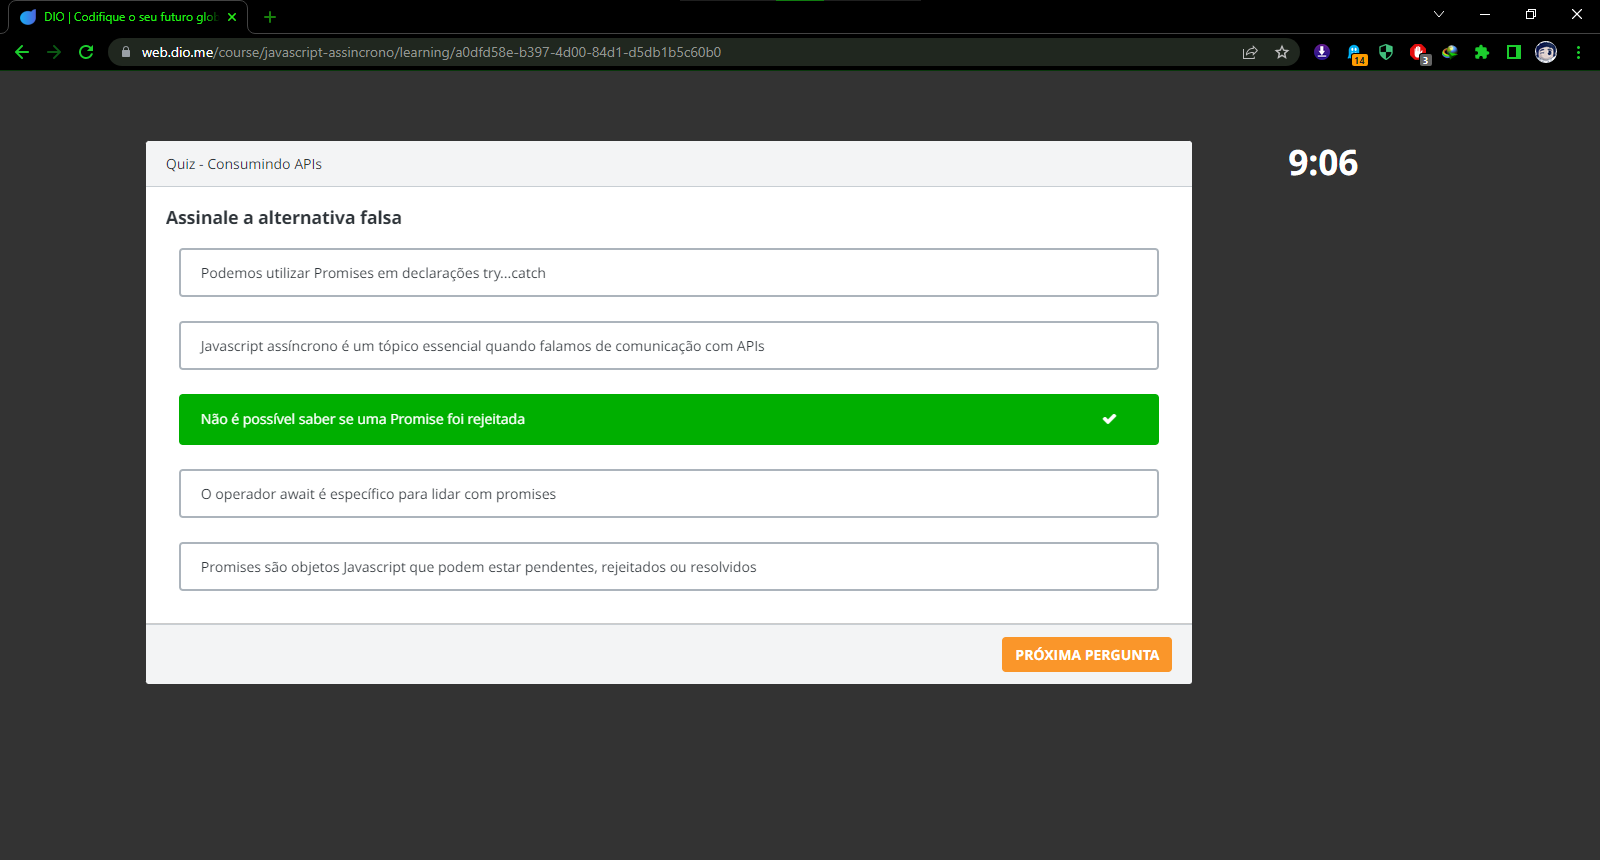 DIO | Codifique o seu futuro glob
web.dio.me/course/javascript-assincrono/learning/a0dfd58e-b397-4d00-84d1-d5db1b5c60b0
14
3
Quiz - Consumindo APIs
9:06
Assinale a alternativa falsa
Podemos utilizar Promises em declarações try...catch
Javascript assíncrono é um tópico essencial quando falamos de comunicação com APIs
Não é possível saber se uma Promise foi rejeitada
O operador await é específico para lidar com promises
Promises são objetos Javascript que podem estar pendentes, rejeitados ou resolvidos
PRÓXIMA PERGUNTA